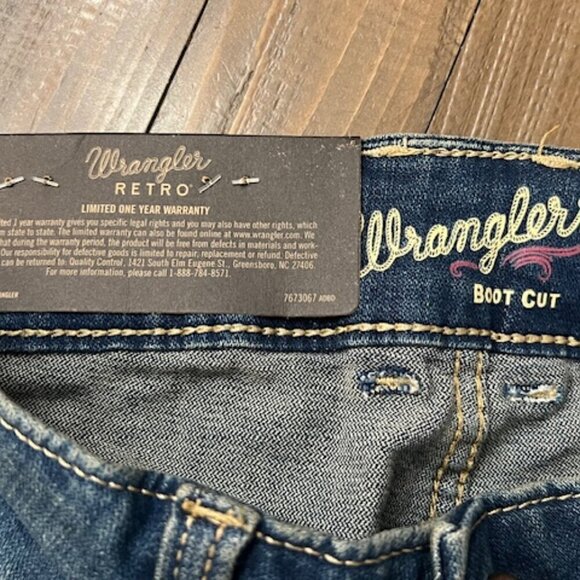 Wrangler
RETRO®
LIMITED ONE YEAR WARRANTY
1 year warranty gives you specific legal rights and you may also have other rights, which
state to state. The limited warranty can also be found online at www.wrangler.com. We
that during the warranty period, the product will be free from defects in materials and work-
Our responsibility for defective goods is limited to repair, replacement or refund. Defective
can be returned to: Quality Control, 1421 South Elm Eugene St., Greensboro, NC 27406.
For more information, please call 1-888-784-8571.
7673067 ADBD
Wrangler
BOOT CUT